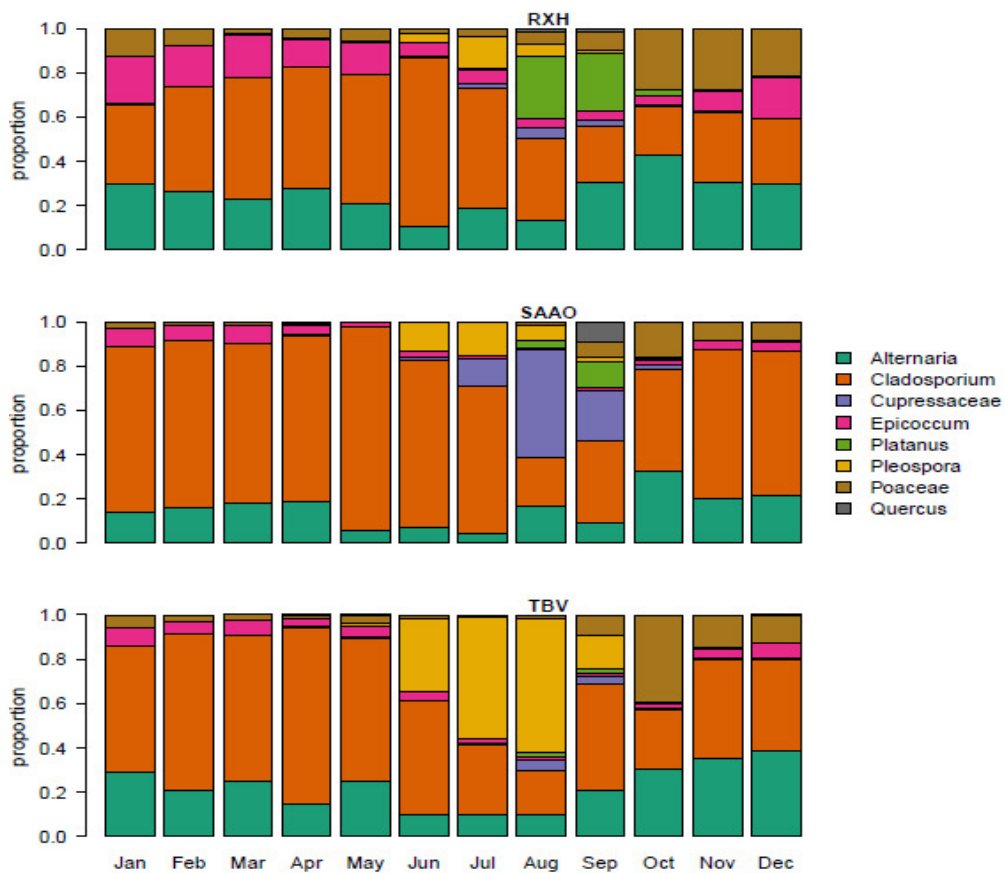 RXH
proportion
1.0
0.8
0.6
0.4
0.2
0.0
SAAO
proportion
1.0
0.8
0.6
0.4
0.2
0.0
Alternaria
Cladosporium
Cupressaceae
Epicoccum
Platanus
Pleospora
Poaceae
Quercus
TBV
proportion
1.0
0.8
0.6
0.4
0.2
0.0
Jan Feb Mar Apr May Jun Jul Aug Sep Oct Nov Dec